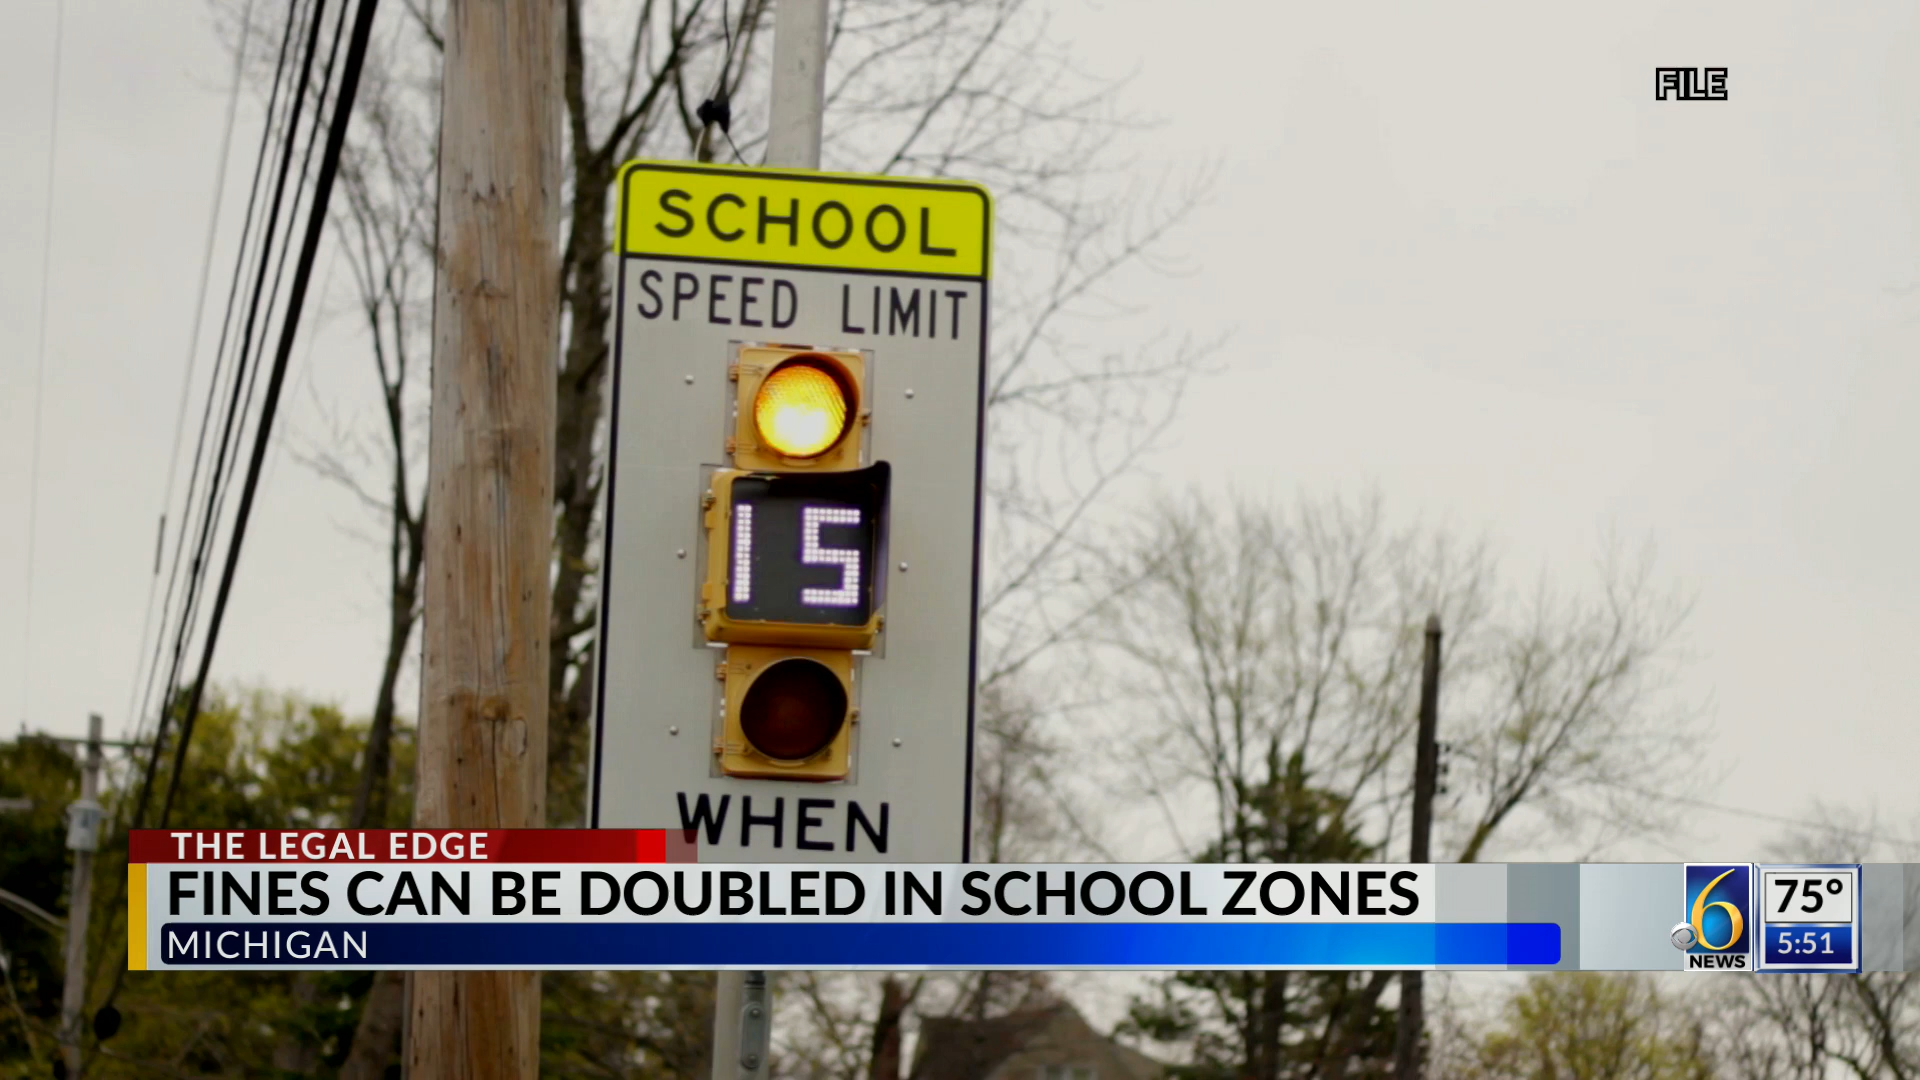 FILE
SCHOOL
SPEED LIMIT
15
WHEN
THE LEGAL EDGE
FINES CAN BE DOUBLED IN SCHOOL ZONES
MICHIGAN
6
NEWS
75°
5:51